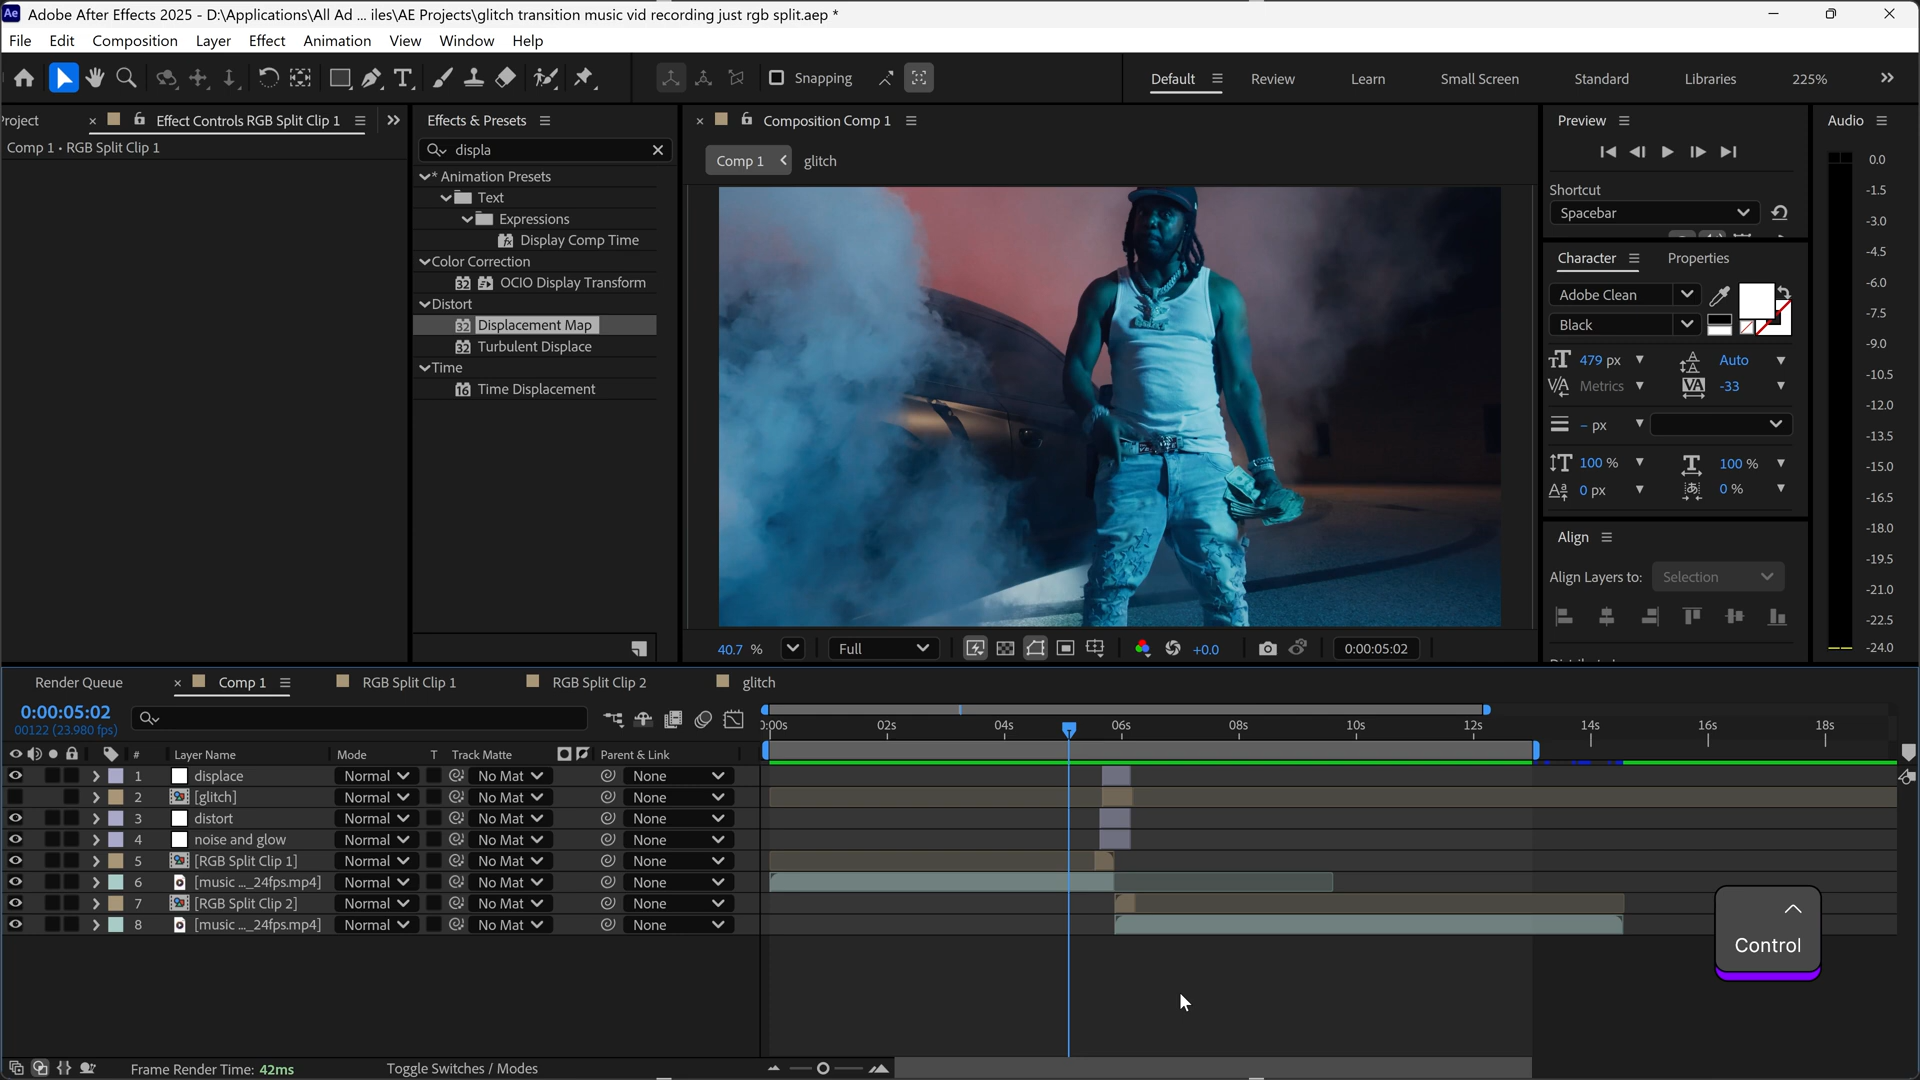 Ae Adobe After Effects 2025 - D:\Applications\All Ad ... iles\AE Projects\glitch transition music vid recording just rgb split.aep *
File Edit Composition Layer Effect Animation View Window Help
Snapping
Default Review Learn Small Screen Standard Libraries 225%
Project
Effect Controls RGB Split Clip 1
Comp 1 • RGB Split Clip 1
Effects & Presets
displa
* Animation Presets
Text
Expressions
Display Comp Time
Color Correction
OCIO Display Transform
Distort
Displacement Map
Turbulent Displace
Time
Time Displacement
Composition Comp 1
Comp 1 glitch
40.7 % Full +0.0 0:00:05:02
Preview
Shortcut
Spacebar
Character Properties
Adobe Clean
Black
479 px Auto
Metrics -33
- px
100 % 100 %
0 px 0 %
Align
Align Layers to: Selection
Audio
0.0
-1.5
-3.0
-4.5
-6.0
-7.5
-9.0
-10.5
-12.0
-13.5
-15.0
-16.5
-18.0
-19.5
-21.0
-22.5
-24.0
Render Queue Comp 1 RGB Split Clip 1 RGB Split Clip 2 glitch
0:00:05:02
00122 (23.980 fps)
:00s 02s 04s 06s 08s 10s 12s 14s 16s 18s
# Layer Name Mode T Track Matte Parent & Link
1 displace Normal No Mat None
2 [glitch] Normal No Mat None
3 distort Normal No Mat None
4 noise and glow Normal No Mat None
5 [RGB Split Clip 1] Normal No Mat None
6 [music ..._24fps.mp4] Normal No Mat None
7 [RGB Split Clip 2] Normal No Mat None
8 [music ..._24fps.mp4] Normal No Mat None
Control
Frame Render Time: 42ms Toggle Switches / Modes